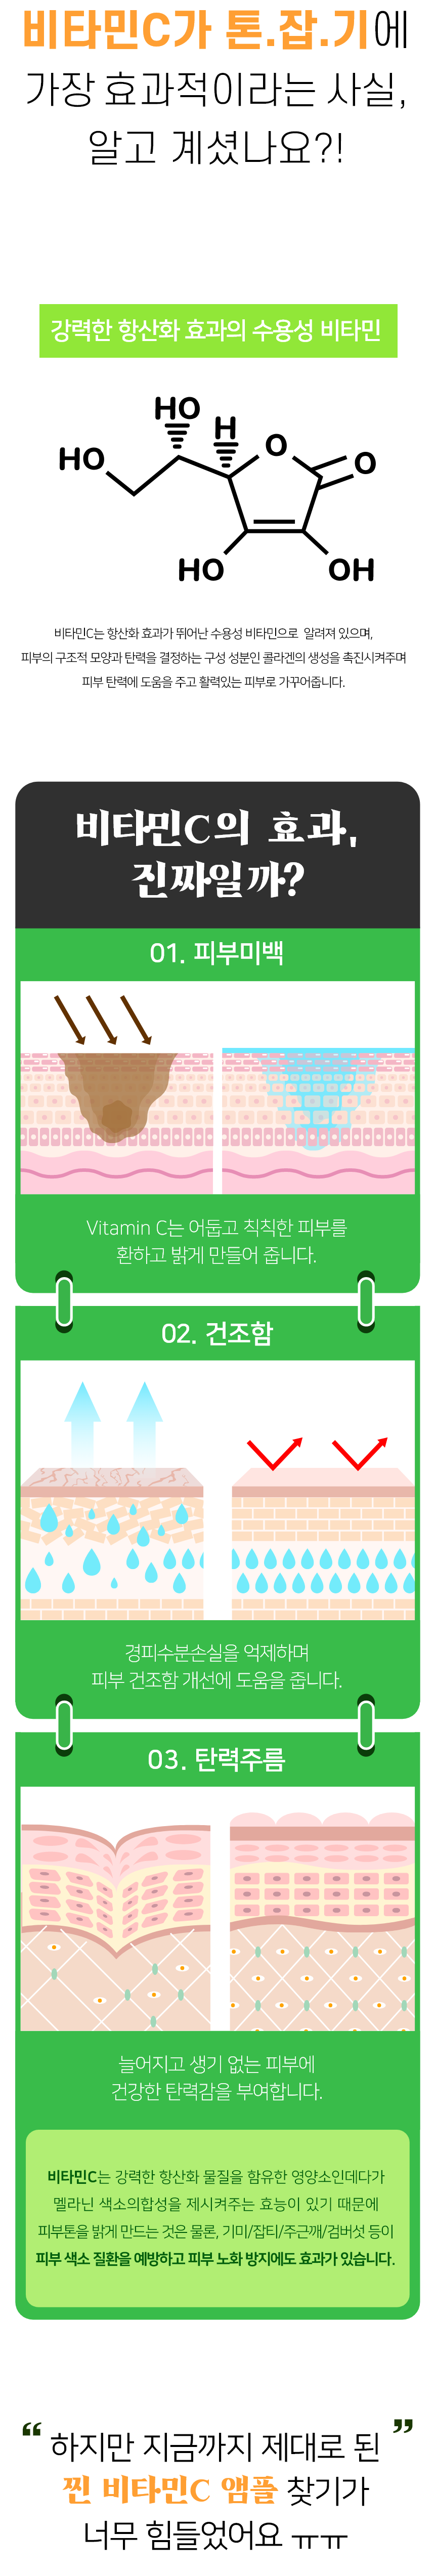 비타민C가 톤.잡.기에
가장 효과적이라는 사실,
알고 계셨나요?!
강력한 항산화 효과의 수용성 비타민
HO
H
O
HO
O
HO
OH
비타민C는 항산화 효과가 뛰어난 수용성 비타민으로 알려져 있으며,
피부의 구조적 모양과 탄력을 결정하는 구성 성분인 콜라겐의 생성을 촉진시켜주며
피부 탄력에 도움을 주고 활력있는 피부로 가꾸어줍니다.
비타민C의 효과,
진짜일까?
01. 피부미백
Vitamin C는 어둡고 칙칙한 피부를
환하고 밝게 만들어 줍니다.
02. 건조함
경피수분손실을 억제하며
피부 건조함 개선에 도움을 줍니다.
03. 탄력주름
늘어지고 생기 없는 피부에
건강한 탄력감을 부여합니다.
비타민C는 강력한 항산화 물질을 함유한 영양소인데다가
멜라닌 색소의합성을 제시켜주는 효능이 있기 때문에
피부톤을 밝게 만드는 것은 물론, 기미/잡티/주근깨/검버섯 등이
피부 색소 질환을 예방하고 피부 노화 방지에도 효과가 있습니다.
“ 하지만 지금까지 제대로 된 ”
찐 비타민C 앰플 찾기가
너무 힘들었어요 ㅠㅠ